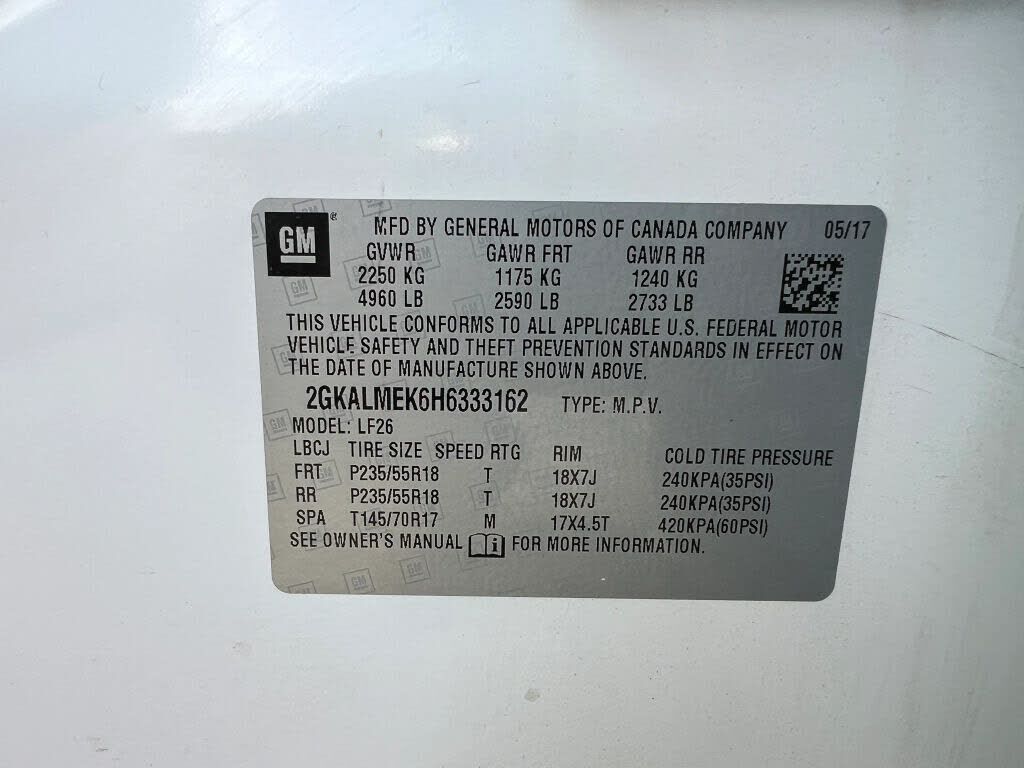 GM ® MFD BY GENERAL MOTORS OF CANADA COMPANY 05/17
GVWR GAWR FRT GAWR RR
2250 KG 1175 KG 1240 KG
4960 LB 2590 LB 2733 LB
THIS VEHICLE CONFORMS TO ALL APPLICABLE U.S. FEDERAL MOTOR
VEHICLE SAFETY AND THEFT PREVENTION STANDARDS IN EFFECT ON
THE DATE OF MANUFACTURE SHOWN ABOVE.
2GKALMEK6H6333162 TYPE: M.P.V.
MODEL: LF26
LBCJ TIRE SIZE SPEED RTG RIM COLD TIRE PRESSURE
FRT P235/55R18 T 18X7J 240KPA(35PSI)
RR P235/55R18 T 18X7J 240KPA(35PSI)
SPA T145/70R17 M 17X4.5T 420KPA(60PSI)
SEE OWNER'S MANUAL i FOR MORE INFORMATION.